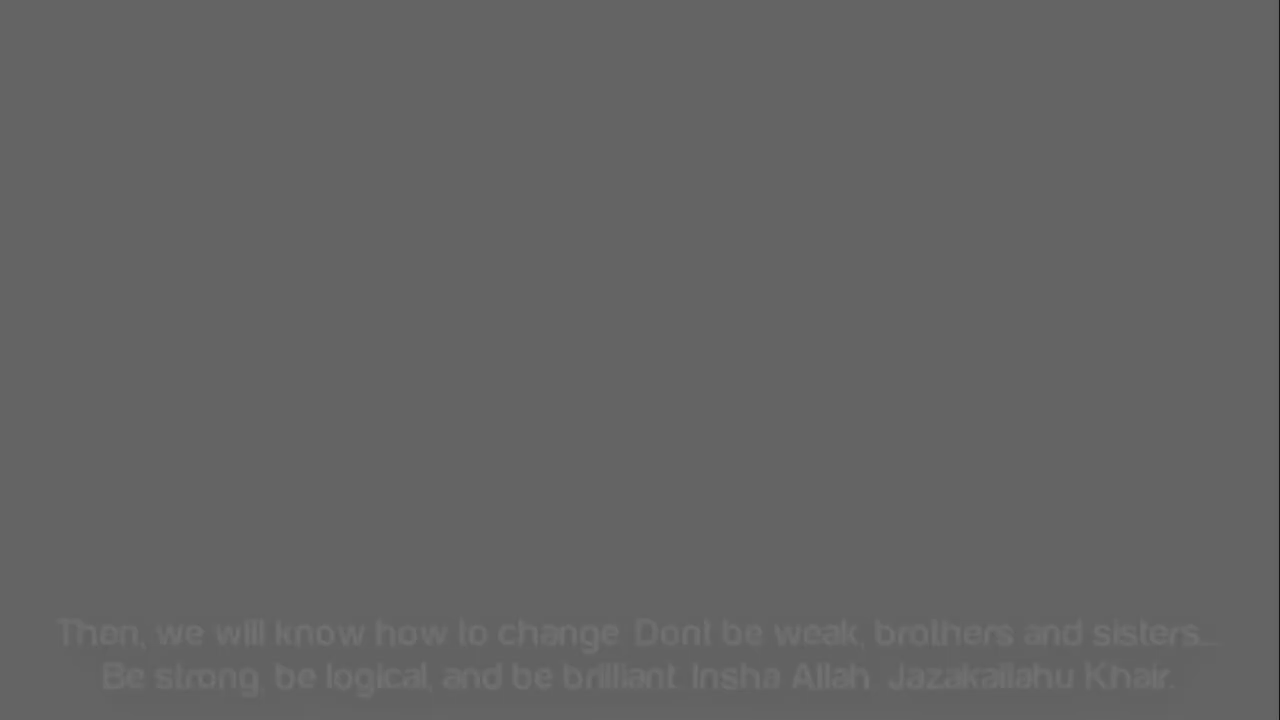 Then, we will know how to change. Dont be weak, brothers and sisters...
Be strong, be logical, and be brilliant. Insha Allah. Jazakallahu Khair.